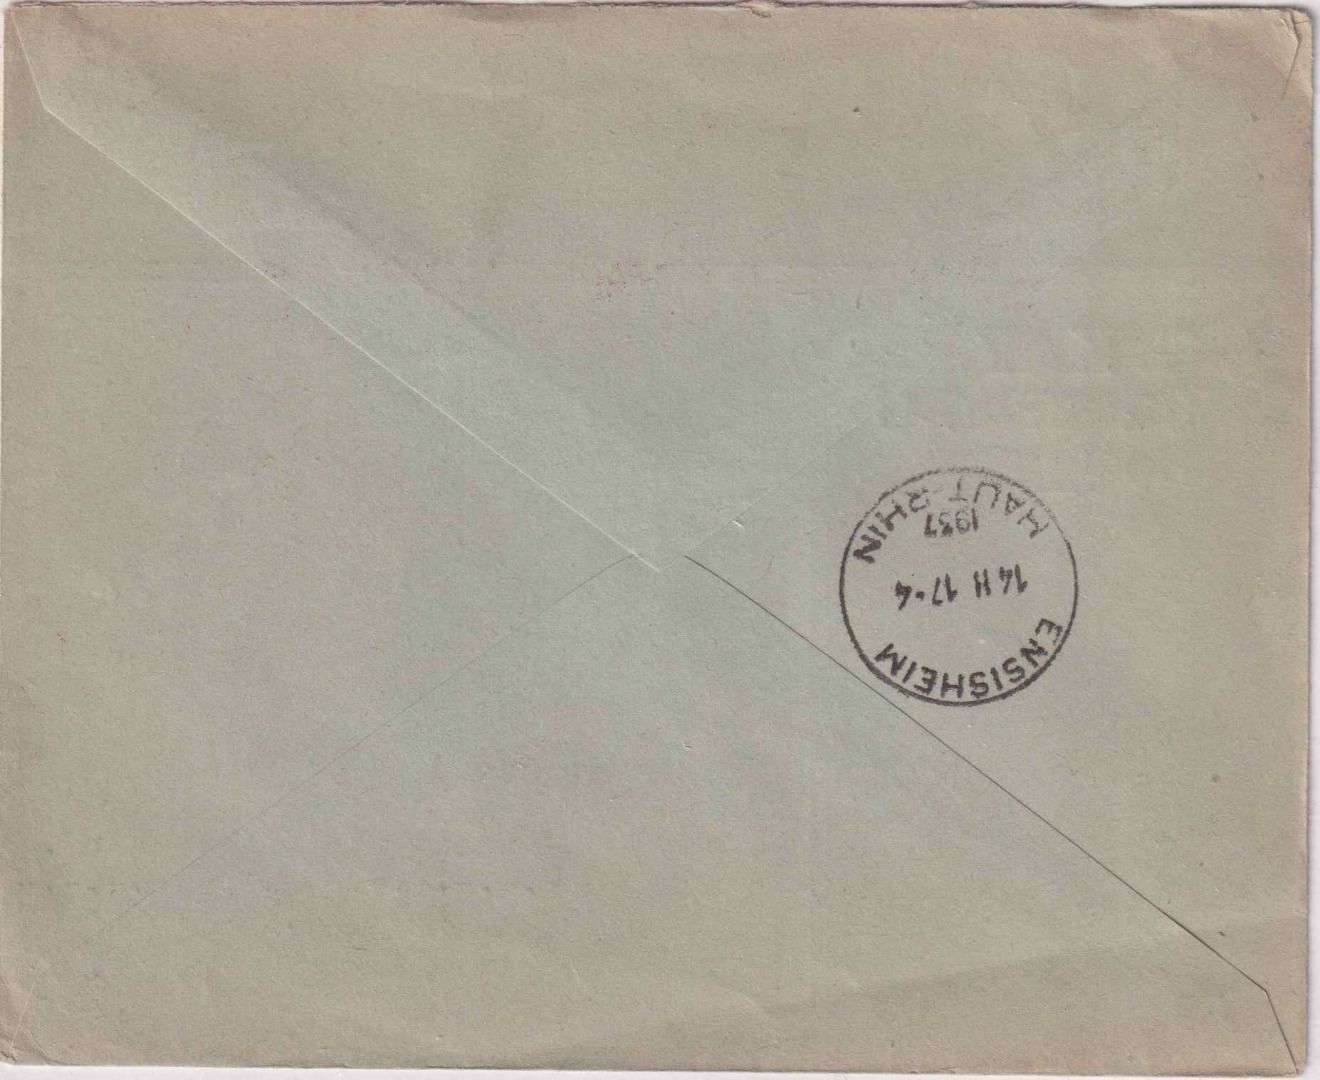 ENSISHEIM
14 H 17-4
1937
HAUT-RHIN